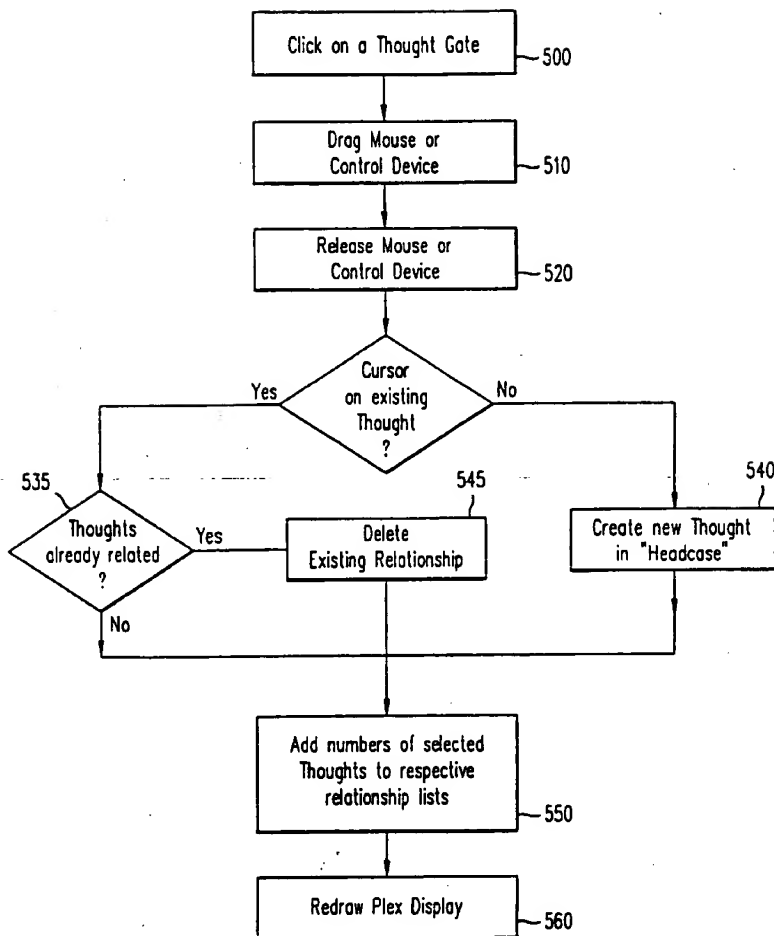 Click on a Thought Gate
500
Drag Mouse or
Control Device
510
Release Mouse or
Control Device
520
Cursor
on existing
Thought
?
Yes
No
535
Thoughts
already related
?
Yes
No
545
Delete
Existing Relationship
540
Create new Thought
in "Headcase"
Add numbers of selected
Thoughts to respective
relationship lists
550
Redraw Plex Display
560